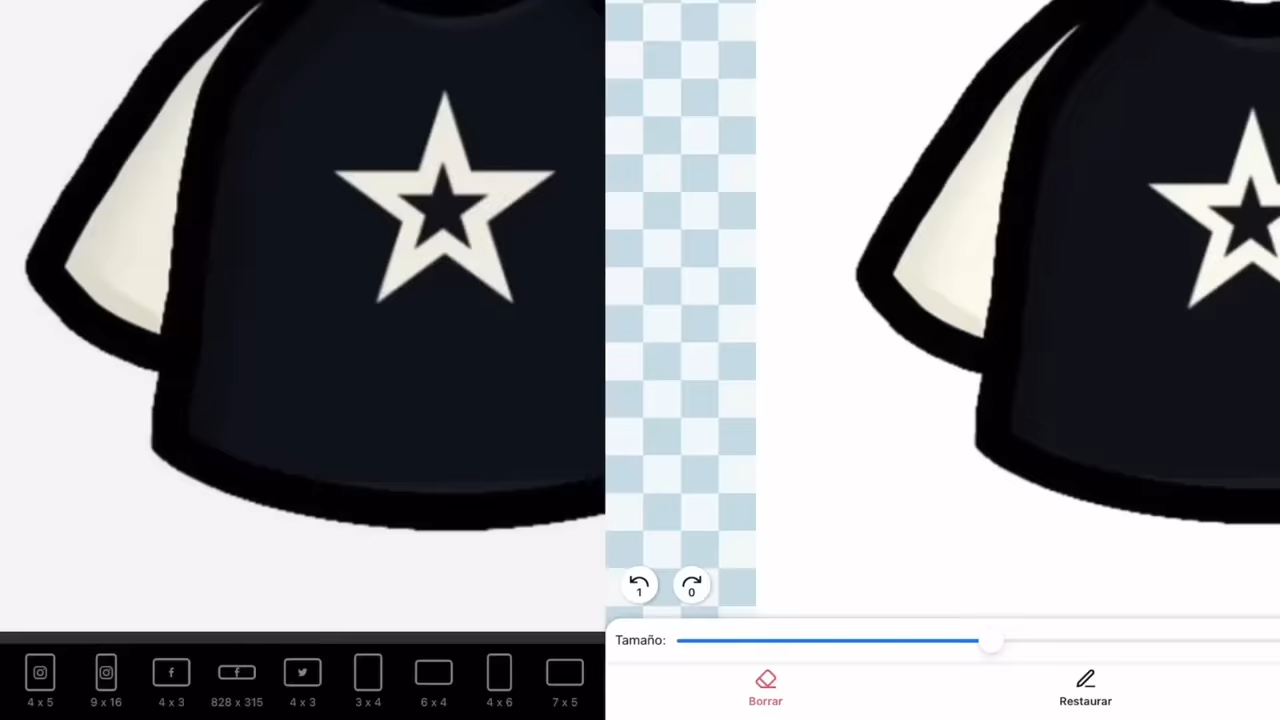 4 x 5
9 x 16
4 x 3
828 x 315
4 x 3
3 x 4
6 x 4
4 x 6
7 x 5
1
0
Tamaño:
Borrar
Restaurar